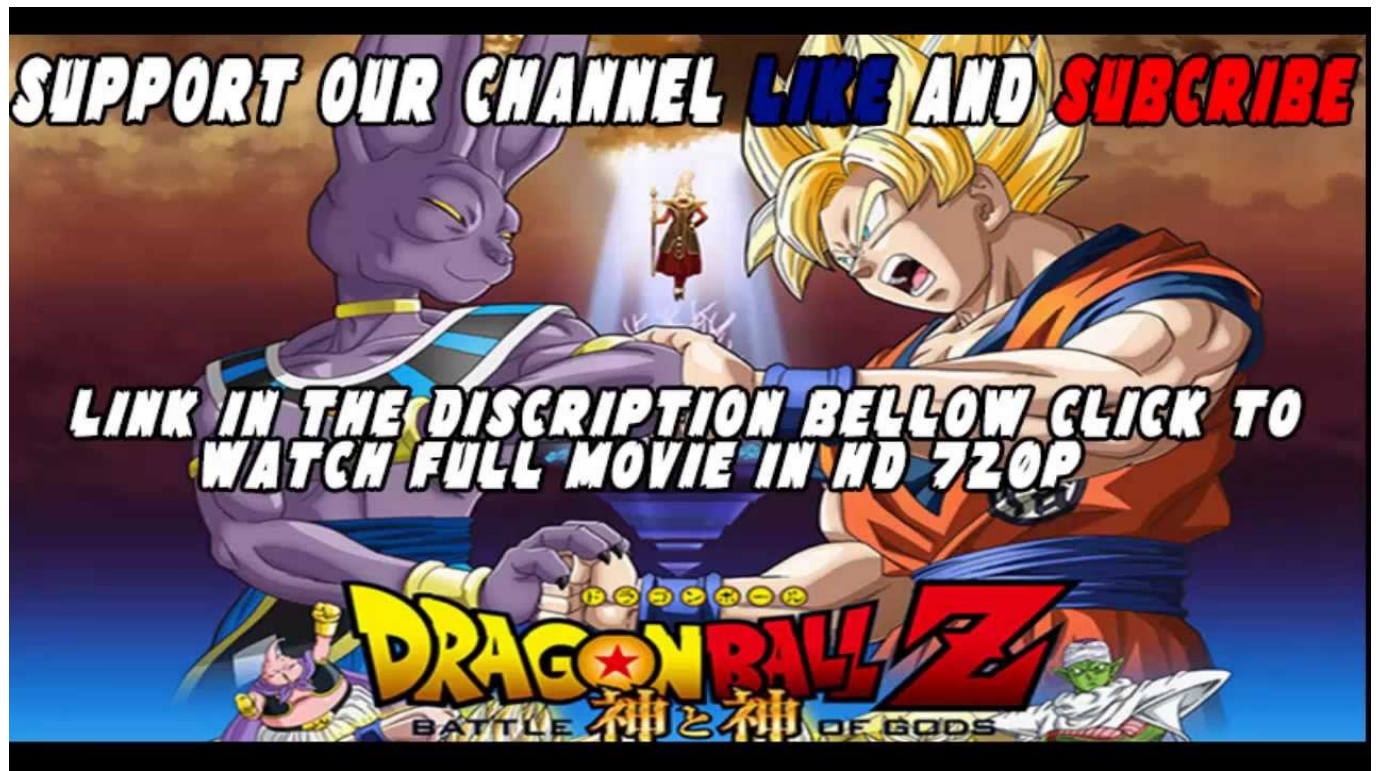 SUPPORT OUR CHANNEL LIKE AND SUBCRIBE
LINK IN THE DISCRIPTION BELLOW CLICK TO
WATCH FULL MOVIE IN HD 720P
ドラゴンボール
DRAGON BALL Z
BATTLE 神と神 OF GODS